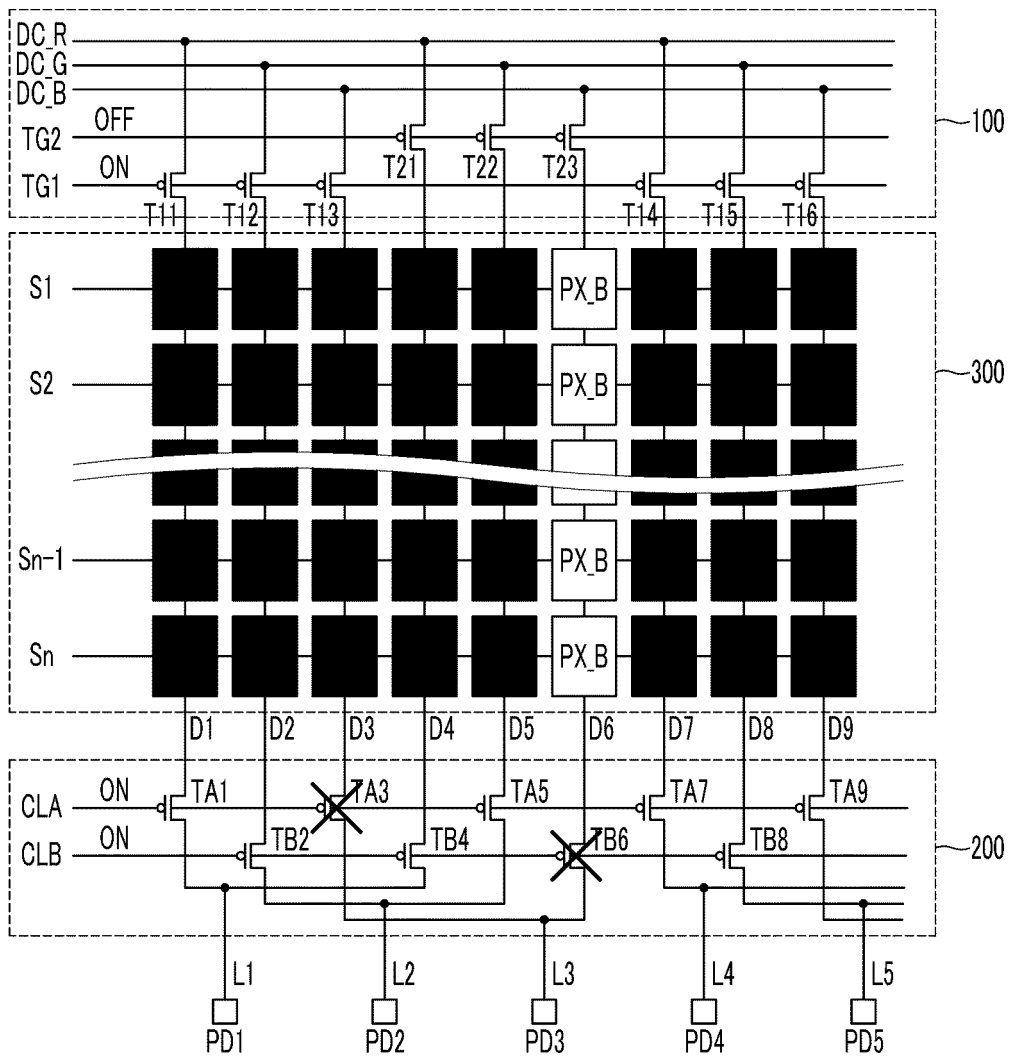 DC_R
DC_G
DC_B
TG2 OFF
T21 T22 T23
TG1 ON
T11 T12 T13 T14 T15 T16
100
S1 PX_B
S2 PX_B
300
Sn-1 PX_B
Sn PX_B
D1 D2 D3 D4 D5 D6 D7 D8 D9
CLA ON TA1 TA3 TA5 TA7 TA9
CLB ON TB2 TB4 TB6 TB8
200
L1 L2 L3 L4 L5
PD1 PD2 PD3 PD4 PD5